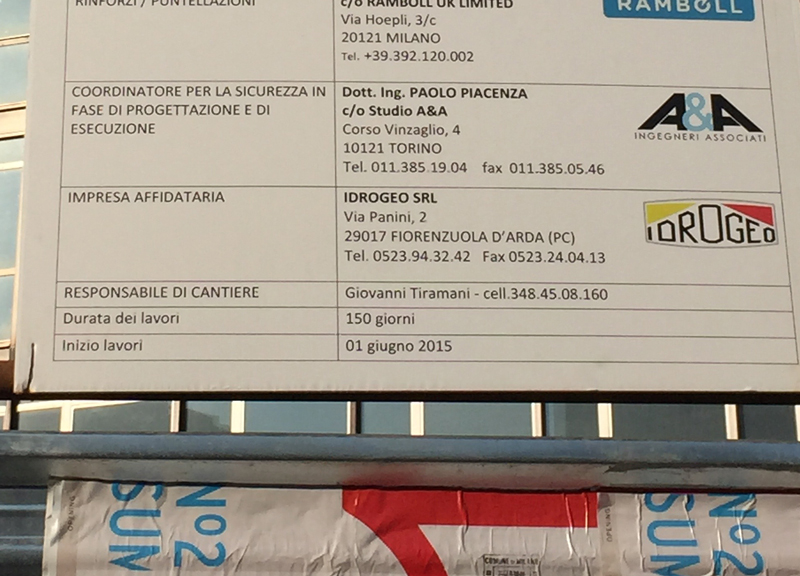 RINFORZI / PUNTELLAZIONI
c/o RAMBOLL UK LIMITED
Via Hoepli, 3/c
20121 MILANO
Tel. +39.392.120.002
RAMBOLL
COORDINATORE PER LA SICUREZZA IN
FASE DI PROGETTAZIONE E DI
ESECUZIONE
Dott. Ing. PAOLO PIACENZA
c/o Studio A&A
Corso Vinzaglio, 4
10121 TORINO
Tel. 011.385.19.04 fax 011.385.05.46
A&A
INGEGNERI ASSOCIATI
IMPRESA AFFIDATARIA
IDROGEO SRL
Via Panini, 2
29017 FIORENZUOLA D'ARDA (PC)
Tel. 0523.94.32.42 Fax 0523.24.04.13
IDROGEO
RESPONSABILE DI CANTIERE
Giovanni Tiramani - cell.348.45.08.160
Durata dei lavori
150 giorni
Inizio lavori
01 giugno 2015
OPENING
SUM
No2
OPENING
SUM
No2